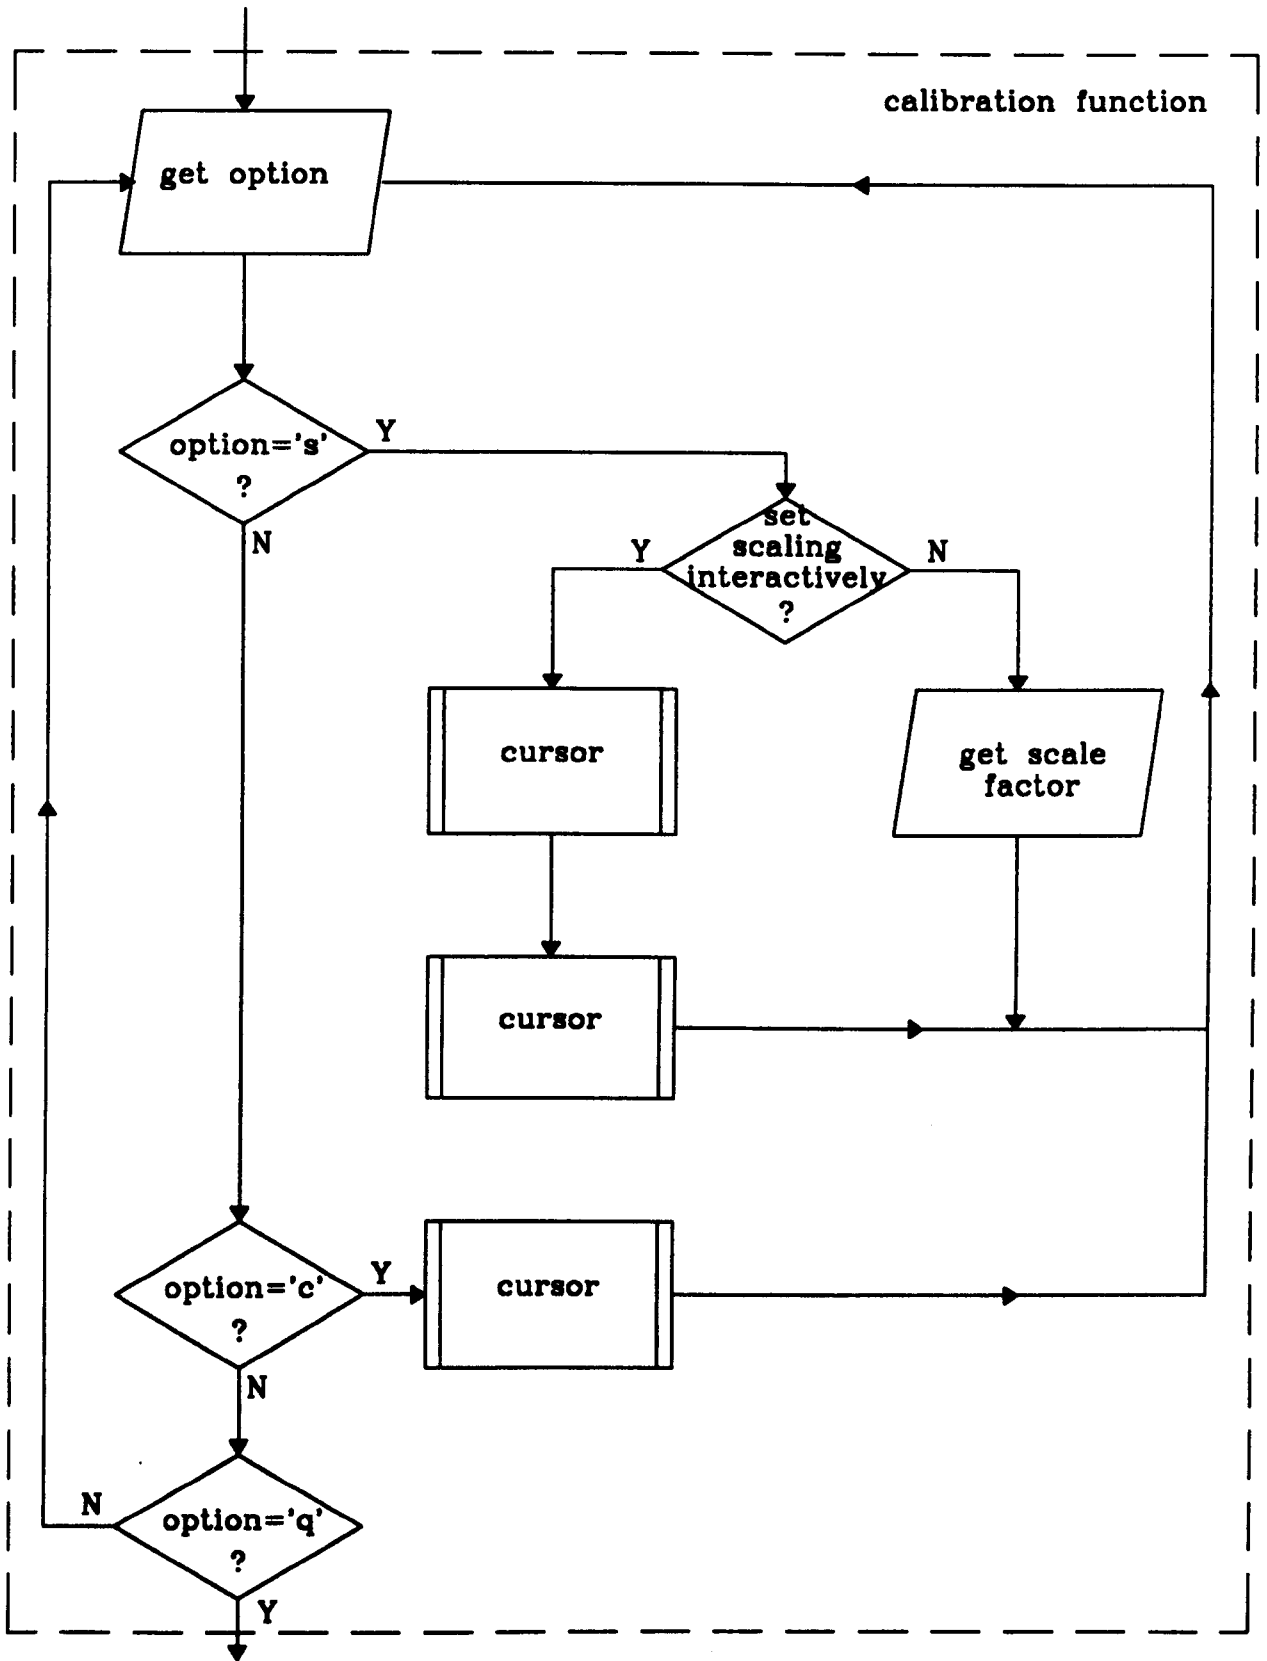 calibration function
get option
option='s'
?
Y
N
set
scaling
interactively
?
Y
N
cursor
get scale
factor
cursor
option='c'
?
Y
N
cursor
option='q'
?
N
Y